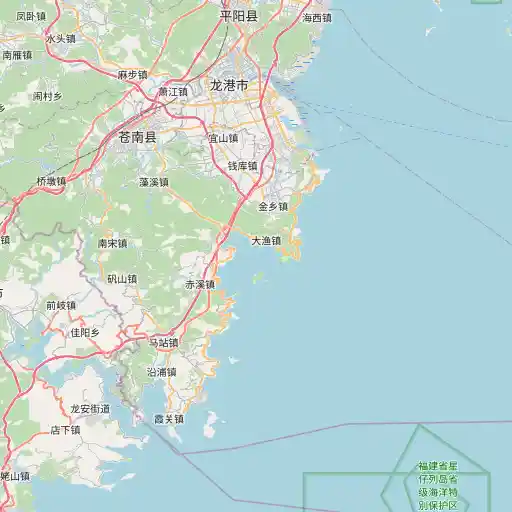 凤卧镇
平阳县
海西镇
水头镇
南雁镇
麻步镇
萧江镇
龙港市
闹村乡
苍南县
宜山镇
钱库镇
桥墩镇
藻溪镇
金乡镇
镇
南宋镇
大渔镇
矾山镇
赤溪镇
前岐镇
佳阳乡
马站镇
沿浦镇
龙安街道
霞关镇
店下镇
姥山镇
福建省星
仔列岛省
级海洋特
别保护区